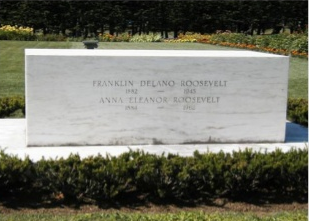 FRANKLIN DELANO ROOSEVELT
1882 — 1945
ANNA ELEANOR ROOSEVELT
1884 — 1962